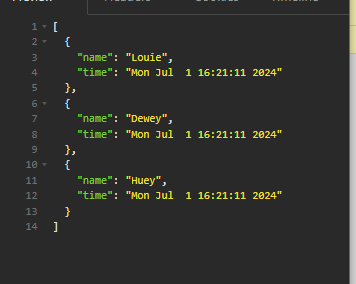 1 [
2 {
3 "name": "Louie",
4 "time": "Mon Jul  1 16:21:11 2024"
5 },
6 {
7 "name": "Dewey",
8 "time": "Mon Jul  1 16:21:11 2024"
9 },
10 {
11 "name": "Huey",
12 "time": "Mon Jul  1 16:21:11 2024"
13 }
14 ]